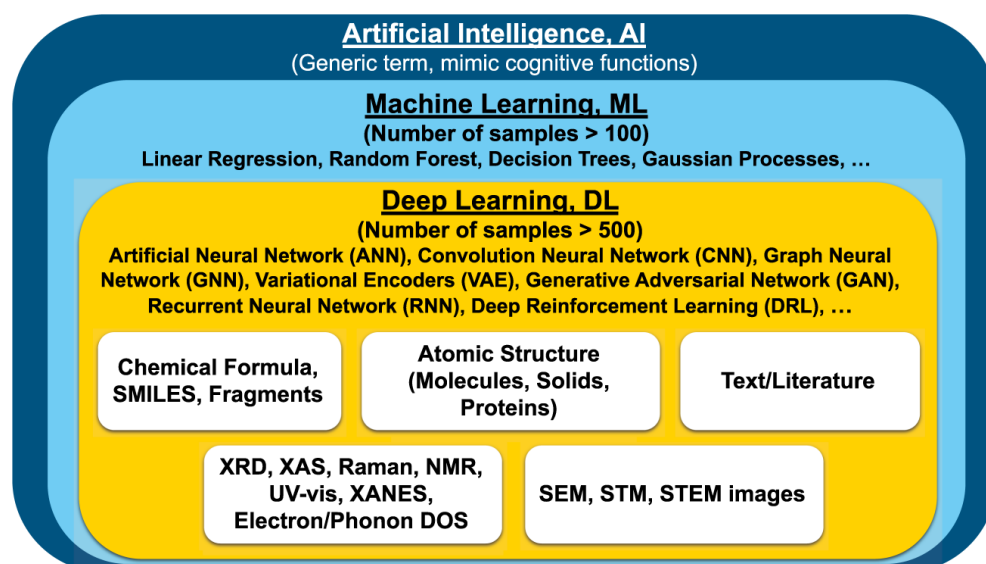 Artificial Intelligence, AI
(Generic term, mimic cognitive functions)
Machine Learning, ML
(Number of samples > 100)
Linear Regression, Random Forest, Decision Trees, Gaussian Processes, …
Deep Learning, DL
(Number of samples > 500)
Artificial Neural Network (ANN), Convolution Neural Network (CNN), Graph Neural
Network (GNN), Variational Encoders (VAE), Generative Adversarial Network (GAN),
Recurrent Neural Network (RNN), Deep Reinforcement Learning (DRL), …
Chemical Formula,
SMILES, Fragments
Atomic Structure
(Molecules, Solids,
Proteins)
Text/Literature
XRD, XAS, Raman, NMR,
UV-vis, XANES,
Electron/Phonon DOS
SEM, STM, STEM images